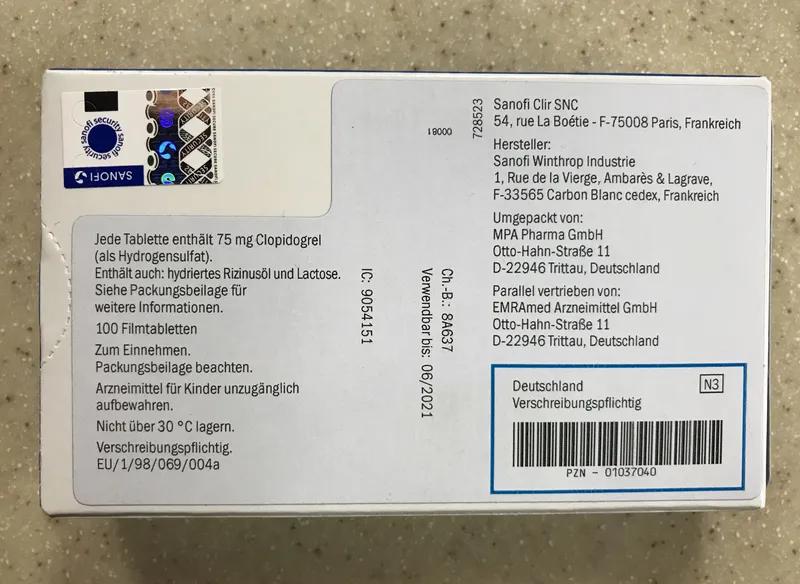 sanofi security sanofi security
SANOFI
Jede Tablette enthält 75 mg Clopidogrel
(als Hydrogensulfat).
Enthält auch: hydriertes Rizinusöl und Lactose.
Siehe Packungsbeilage für
weitere Informationen.
100 Filmtabletten
Zum Einnehmen.
Packungsbeilage beachten.
Arzneimittel für Kinder unzugänglich
aufbewahren.
Nicht über 30 °C lagern.
Verschreibungspflichtig.
EU/1/98/069/004a
IC: 9054151
Ch.-B.: 8A637
Verwendbar bis: 06/2021
00081
728523
Sanofi Clir SNC
54, rue La Boétie - F-75008 Paris, Frankreich
Hersteller:
Sanofi Winthrop Industrie
1, Rue de la Vierge, Ambarès & Lagrave,
F-33565 Carbon Blanc cedex, Frankreich
Umgepackt von:
MPA Pharma GmbH
Otto-Hahn-Straße 11
D-22946 Trittau, Deutschland
Parallel vertrieben von:
EMRAmed Arzneimittel GmbH
Otto-Hahn-Straße 11
D-22946 Trittau, Deutschland
Deutschland
N3
Verschreibungspflichtig
PZN - 01037040